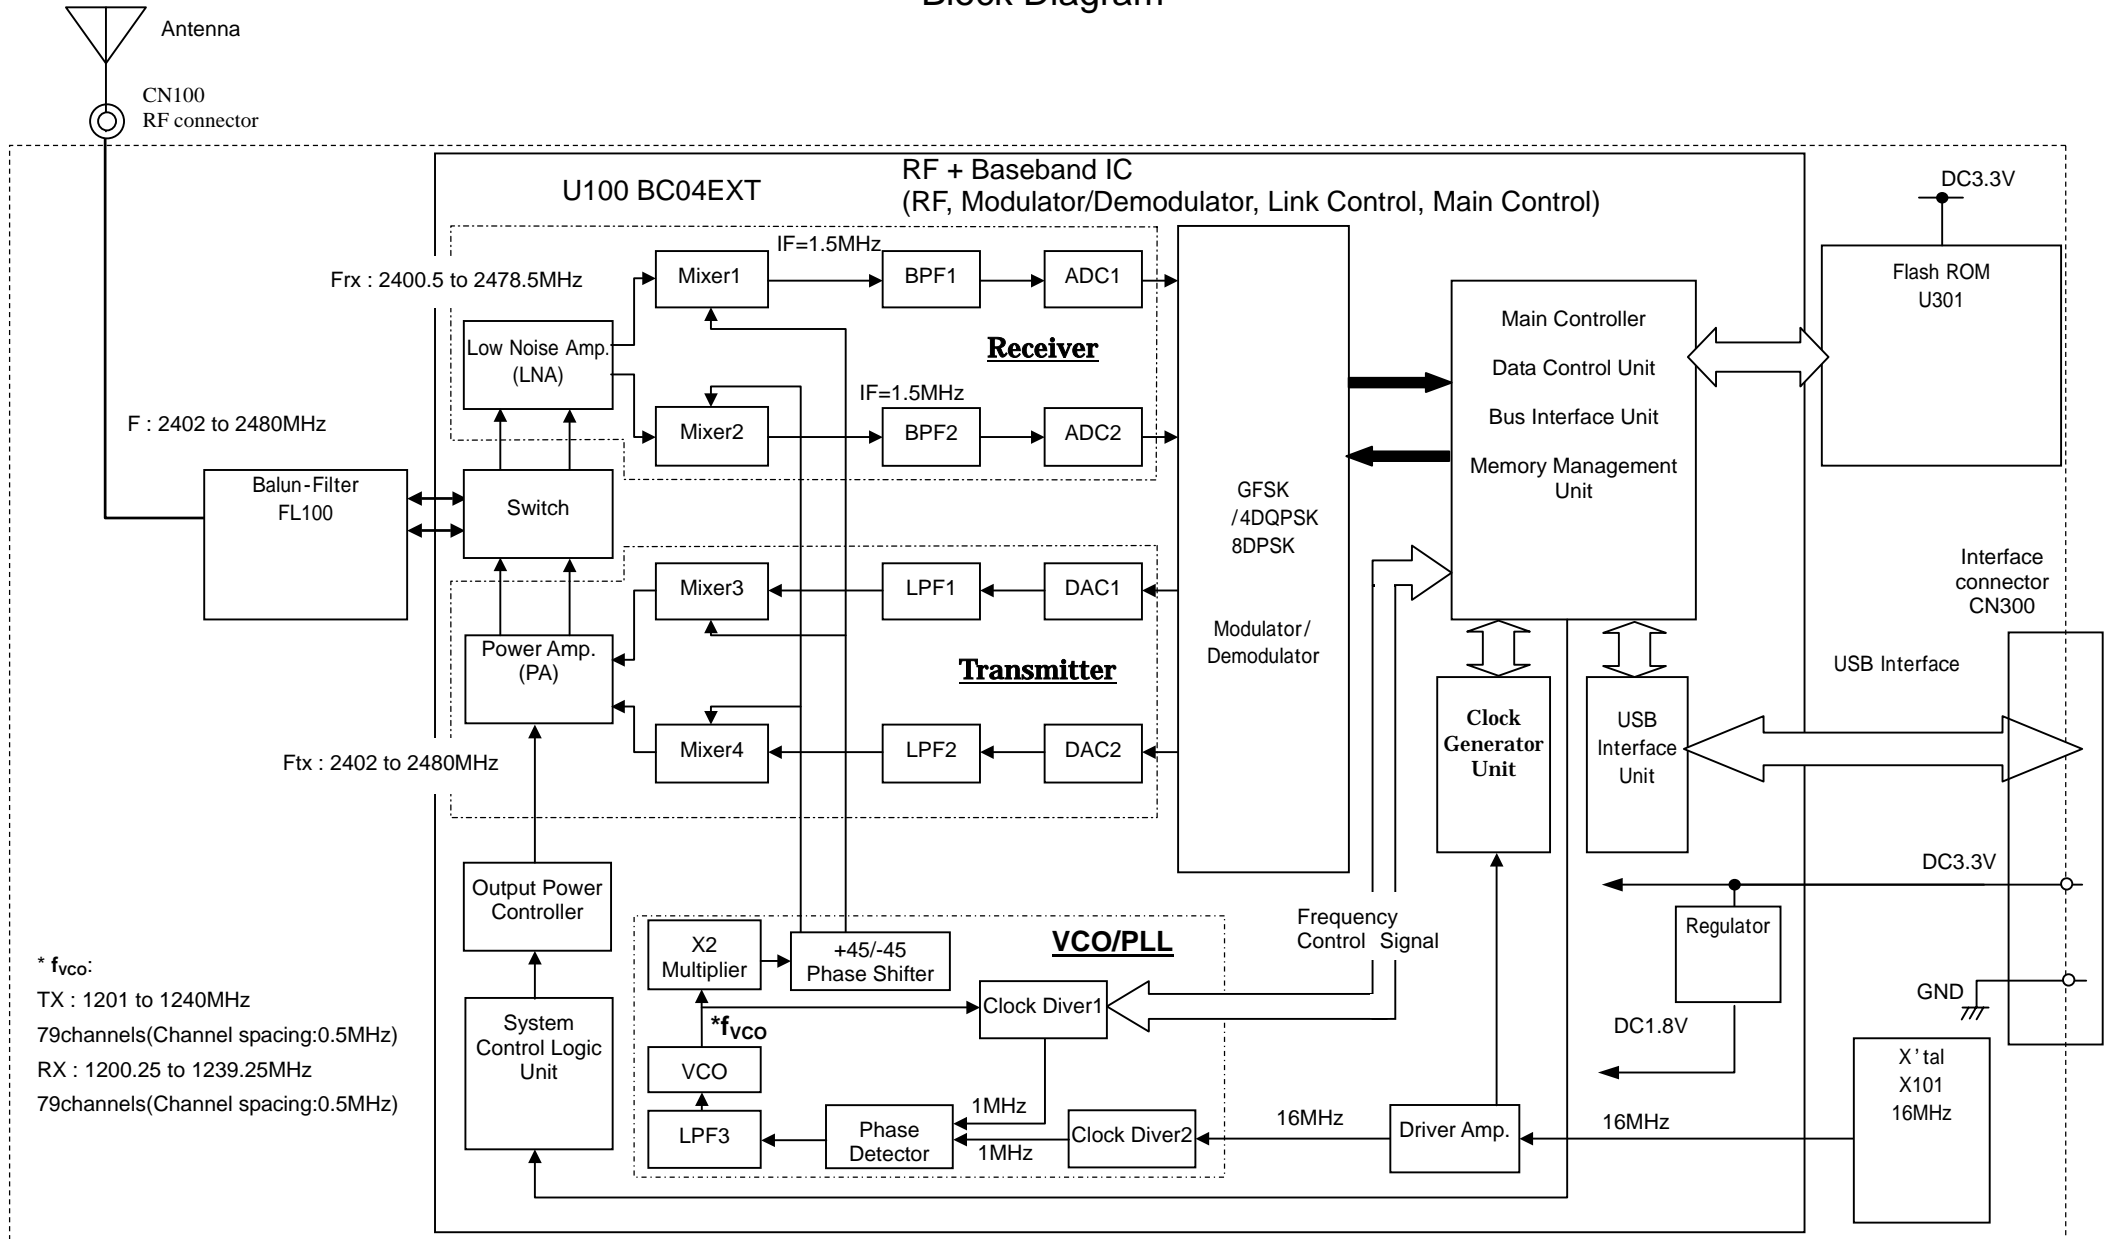 Block Diagram
Antenna
CN100
RF connector
U100 BC04EXT
RF + Baseband IC
(RF, Modulator/Demodulator, Link Control, Main Control)
DC3.3V
Flash ROM
U301
Frx : 2400.5 to 2478.5MHz
Mixer1
IF=1.5MHz
BPF1
ADC1
Low Noise Amp.
(LNA)
Receiver
Mixer2
IF=1.5MHz
BPF2
ADC2
Main Controller
Data Control Unit
Bus Interface Unit
Memory Management
Unit
F : 2402 to 2480MHz
Balun-Filter
FL100
Switch
GFSK
/4DQPSK
8DPSK
Modulator/
Demodulator
Mixer3
LPF1
DAC1
Power Amp.
(PA)
Transmitter
Mixer4
LPF2
DAC2
Ftx : 2402 to 2480MHz
Clock
Generator
Unit
USB
Interface
Unit
USB Interface
Interface
connector
CN300
Output Power
Controller
X2
Multiplier
+45/-45
Phase Shifter
VCO/PLL
Frequency
Control Signal
DC3.3V
Regulator
GND
DC1.8V
* fVCO:
TX : 1201 to 1240MHz
79channels(Channel spacing:0.5MHz)
RX : 1200.25 to 1239.25MHz
79channels(Channel spacing:0.5MHz)
System
Control Logic
Unit
*fVCO
Clock Diver1
VCO
LPF3
Phase
Detector
1MHz
1MHz
Clock Diver2
16MHz
Driver Amp.
16MHz
X'tal
X101
16MHz